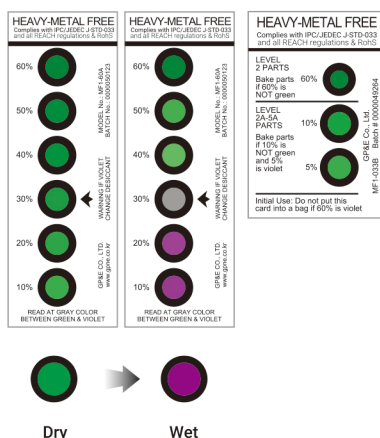 HEAVY-METAL FREE
Complies with IPC/JEDEC J-STD-033
and all REACH regulations & RoHS
60%
50%
40%
30%
20%
10%
MODEL No.: MF1-60A
BATCH No.: 0000050123
WARNING IF VIOLET
CHANGE DESICCANT
GP&E CO., LTD.
www.gpne.co.kr
READ AT GRAY COLOR
BETWEEN GREEN & VIOLET
HEAVY-METAL FREE
Complies with IPC/JEDEC J-STD-033
and all REACH regulations & RoHS
60%
50%
40%
30%
20%
10%
MODEL No.: MF1-60A
BATCH No.: 0000050123
WARNING IF VIOLET
CHANGE DESICCANT
GP&E CO., LTD.
www.gpne.co.kr
READ AT GRAY COLOR
BETWEEN GREEN & VIOLET
HEAVY-METAL FREE
Complies with IPC/JEDEC J-STD-033
and all REACH regulations & RoHS
LEVEL
2 PARTS
Bake parts
if 60% is
NOT green
60%
LEVEL
2A-5A
PARTS
Bake parts
if 10% is
NOT green
and 5%
is violet
10%
5%
GP&E Co., Ltd
MF1-033B Batch # 0000049264
Initial Use: Do not put this
card into a bag if 60% is violet
Dry
Wet